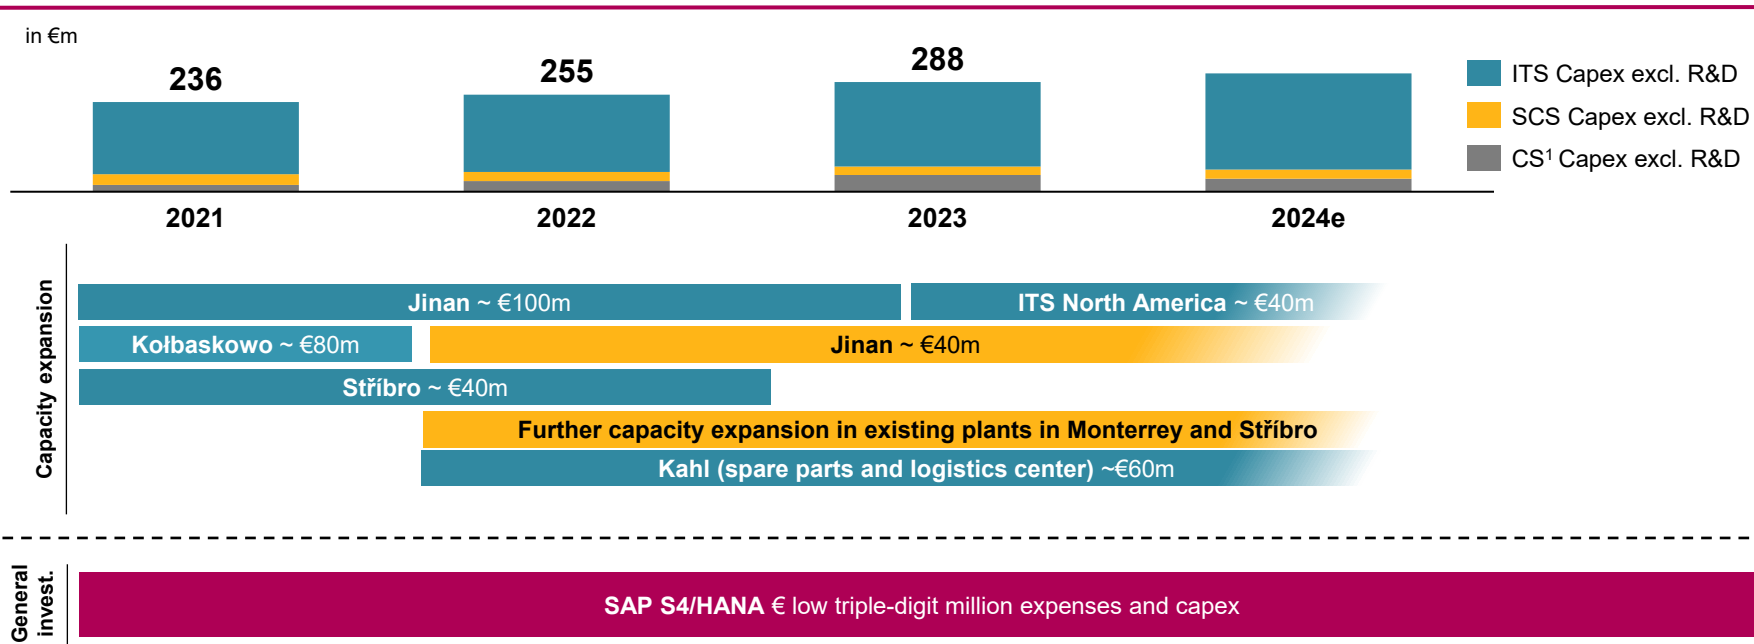 in €m
236
255
288
ITS Capex excl. R&D
SCS Capex excl. R&D
CS¹ Capex excl. R&D
2021
2022
2023
2024e
Capacity expansion
Jinan ~ €100m
ITS North America ~ €40m
Kołbaskowo ~ €80m
Jinan ~ €40m
Stříbro ~ €40m
Further capacity expansion in existing plants in Monterrey and Stříbro
Kahl (spare parts and logistics center) ~€60m
General
invest.
SAP S4/HANA € low triple-digit million expenses and capex